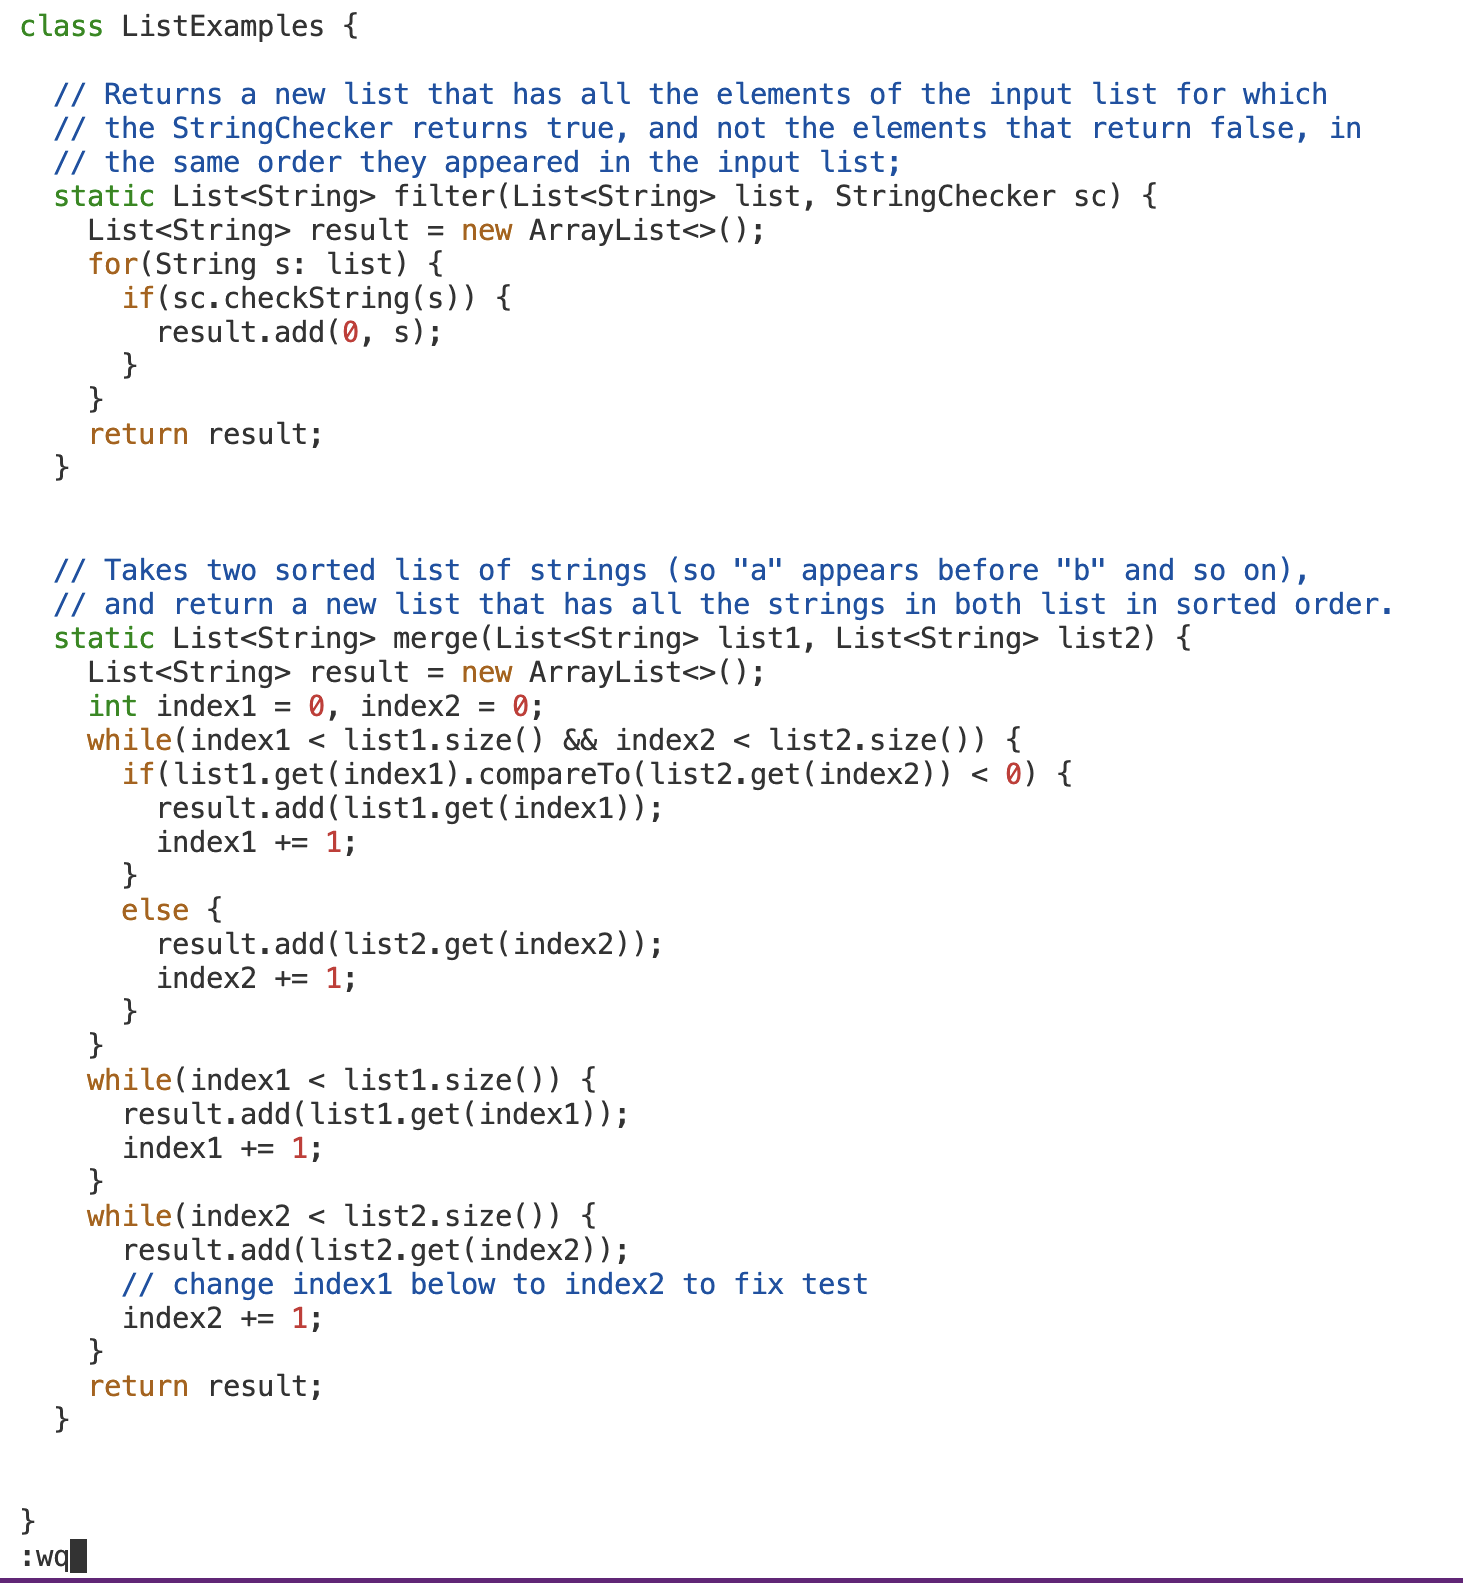 class ListExamples {
  // Returns a new list that has all the elements of the input list for which
  // the StringChecker returns true, and not the elements that return false, in
  // the same order they appeared in the input list;
  static List<String> filter(List<String> list, StringChecker sc) {
    List<String> result = new ArrayList<>();
    for(String s: list) {
      if(sc.checkString(s)) {
        result.add(0, s);
      }
    }
    return result;
  }
  // Takes two sorted list of strings (so "a" appears before "b" and so on),
  // and return a new list that has all the strings in both list in sorted order.
  static List<String> merge(List<String> list1, List<String> list2) {
    List<String> result = new ArrayList<>();
    int index1 = 0, index2 = 0;
    while(index1 < list1.size() && index2 < list2.size()) {
      if(list1.get(index1).compareTo(list2.get(index2)) < 0) {
        result.add(list1.get(index1));
        index1 += 1;
      }
      else {
        result.add(list2.get(index2));
        index2 += 1;
      }
    }
    while(index1 < list1.size()) {
      result.add(list1.get(index1));
      index1 += 1;
    }
    while(index2 < list2.size()) {
      result.add(list2.get(index2));
      // change index1 below to index2 to fix test
      index2 += 1;
    }
    return result;
  }
}
:wq